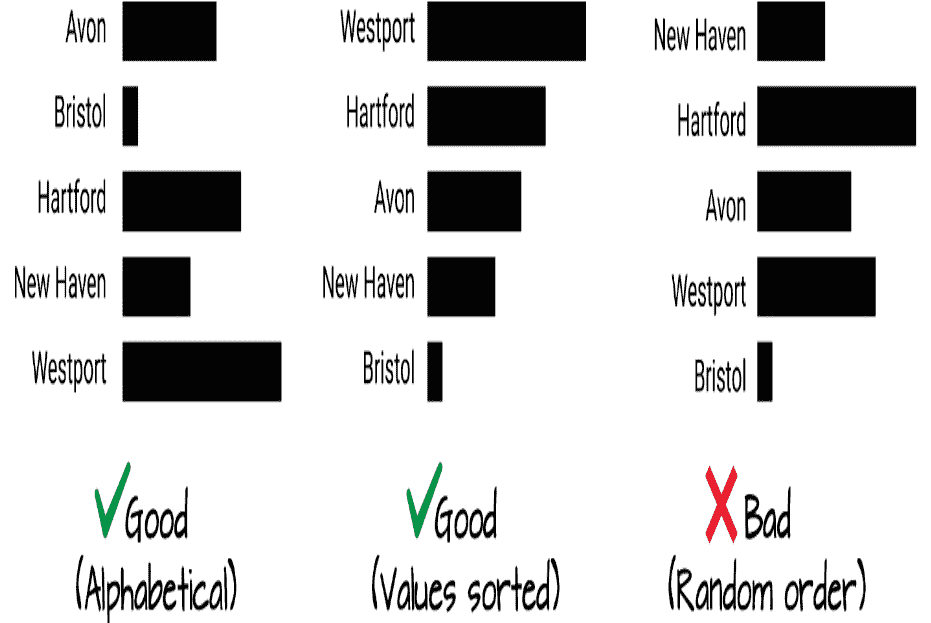 Avon
Bristol
Hartford
New Haven
Westport
Good
(Alphabetical)
Westport
Hartford
Avon
New Haven
Bristol
Good
(Values sorted)
New Haven
Hartford
Avon
Westport
Bristol
Bad
(Random order)